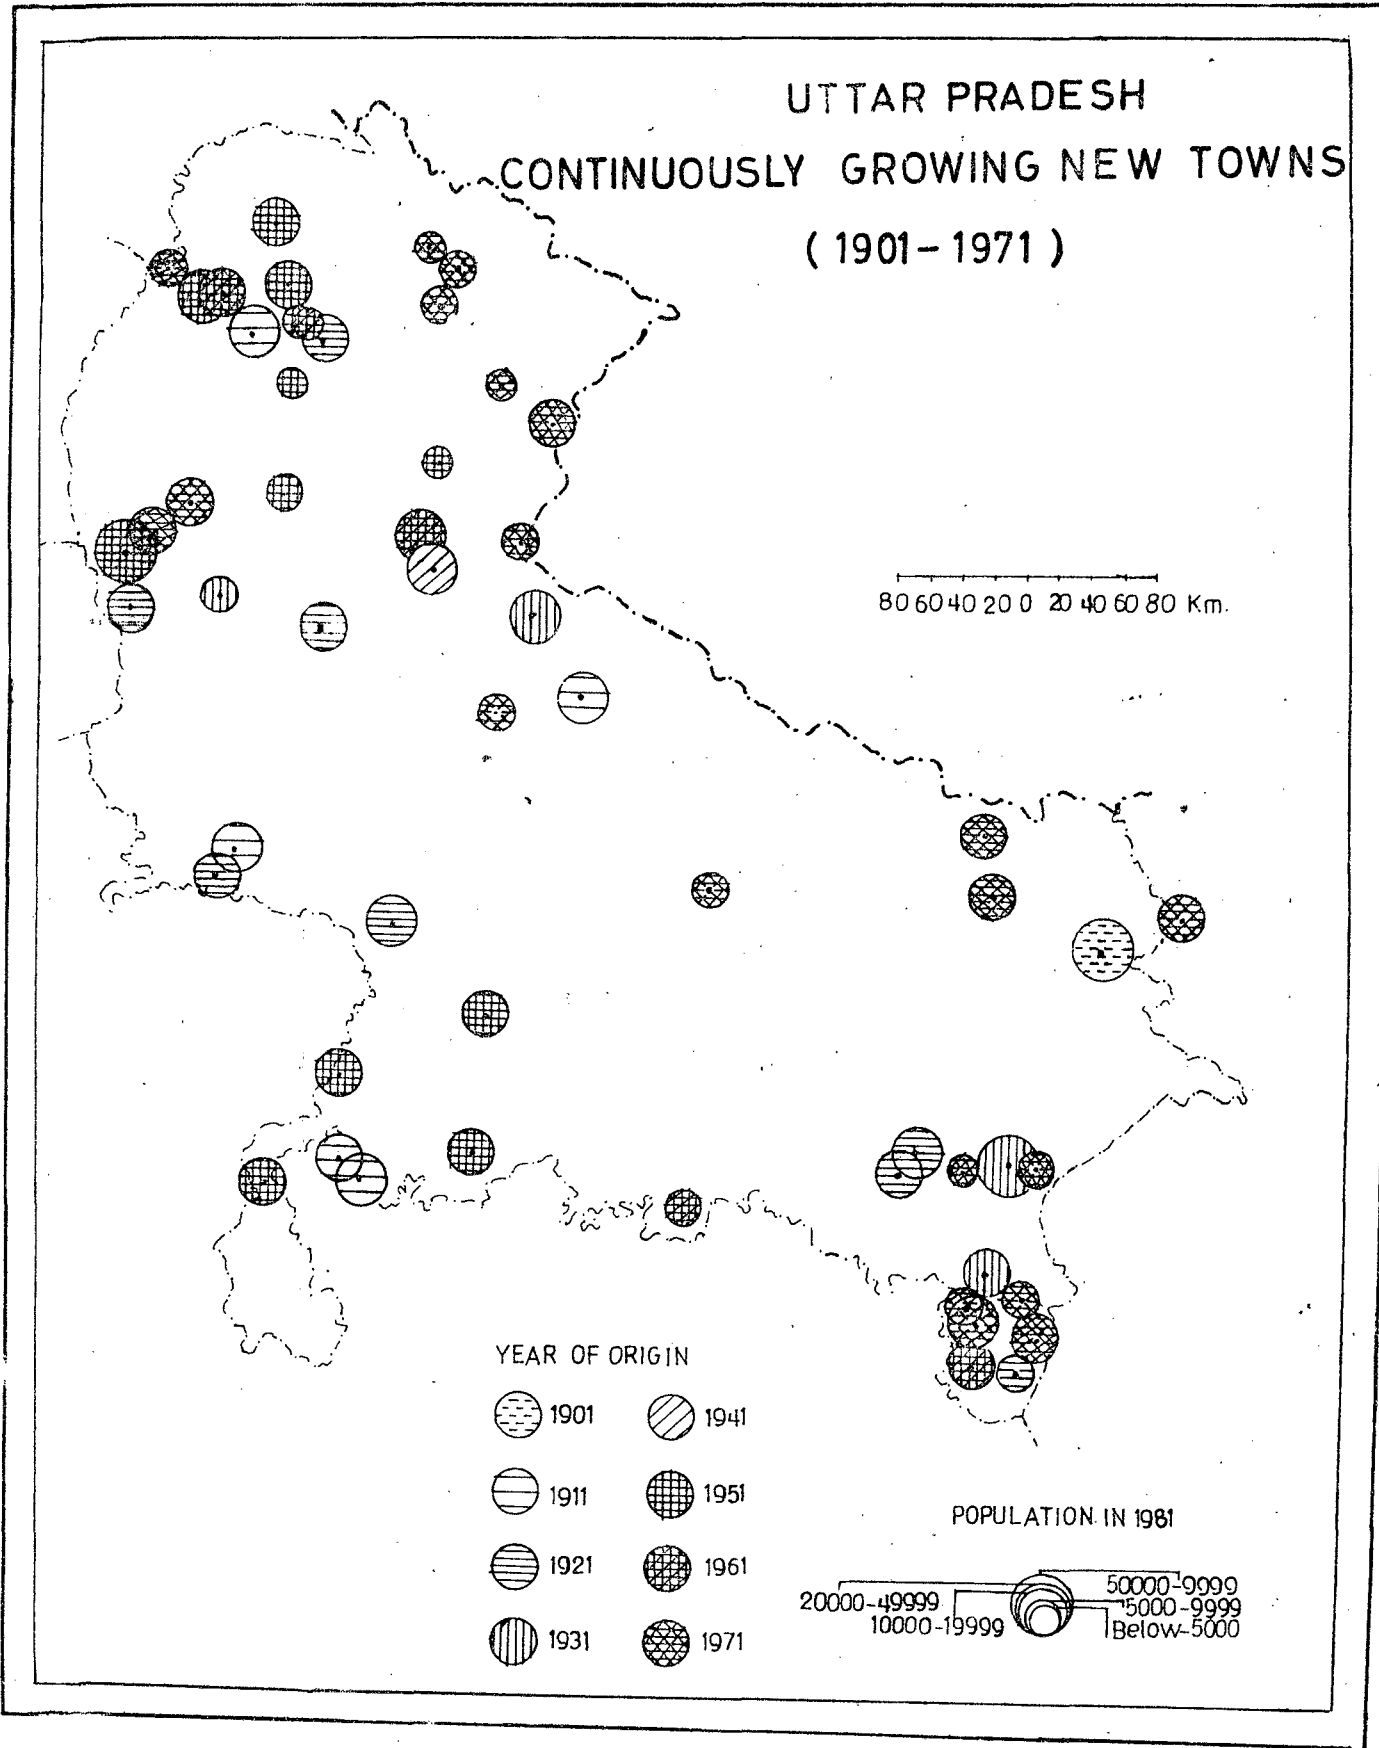 UTTAR PRADESH
CONTINUOUSLY GROWING NEW TOWNS
( 1901-1971 )
80 60 40 20 0 20 40 60 80 Km.
YEAR OF ORIGIN
1901
1941
1911
1951
1921
1961
1931
1971
POPULATION IN 1981
50000-9999
20000-49999
5000-9999
10000-19999
Below-5000